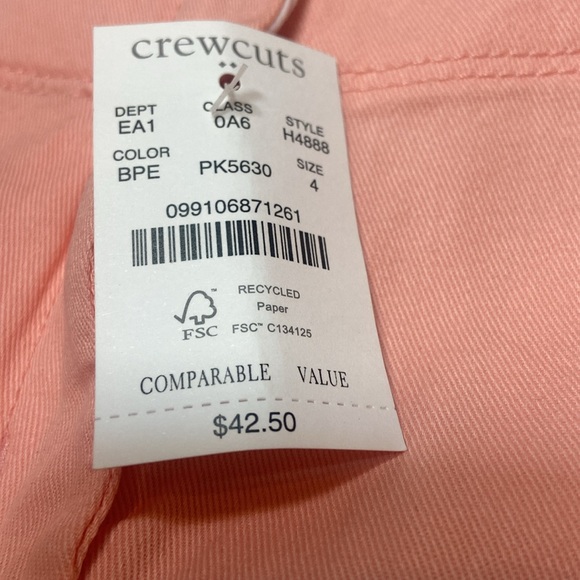 crewcuts
DEPT CLASS STYLE
EA1 0A6 H4888
COLOR SIZE
BPE PK5630 4
099106871261
RECYCLED
Paper
FSC FSC™ C134125
COMPARABLE VALUE
$42.50